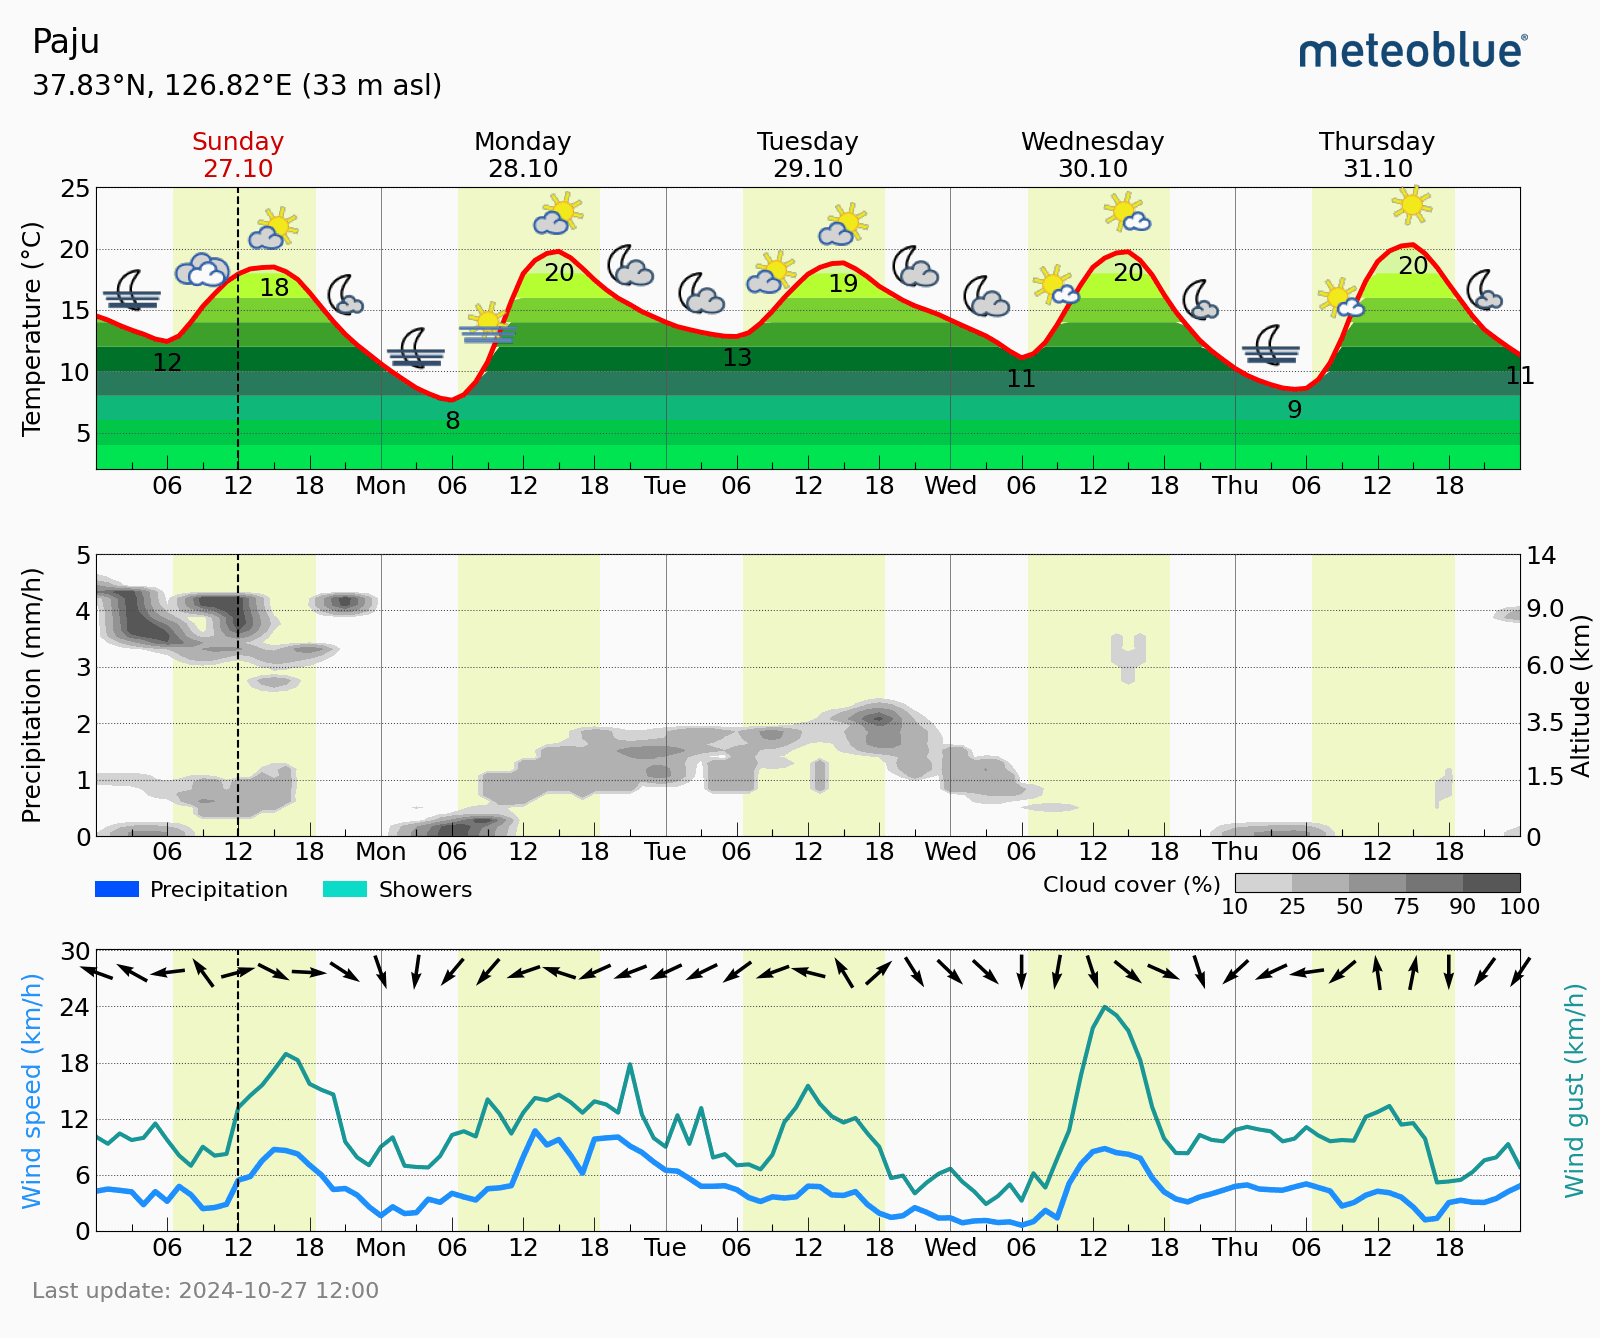 Paju
meteoblue®
37.83°N, 126.82°E (33 m asl)
Sunday Monday Tuesday Wednesday Thursday
27.10 28.10 29.10 30.10 31.10
Temperature (°C)
25
20
15
10
5
18 20 19 20 20
12 8 13 11 9 11
06 12 18 Mon 06 12 18 Tue 06 12 18 Wed 06 12 18 Thu 06 12 18
Precipitation (mm/h)
5
4
3
2
1
0
14
9.0
6.0
3.5
1.5
0
Altitude (km)
06 12 18 Mon 06 12 18 Tue 06 12 18 Wed 06 12 18 Thu 06 12 18
Precipitation Showers
Cloud cover (%)
10 25 50 75 90 100
Wind speed (km/h)
30
24
18
12
6
0
Wind gust (km/h)
06 12 18 Mon 06 12 18 Tue 06 12 18 Wed 06 12 18 Thu 06 12 18
Last update: 2024-10-27 12:00